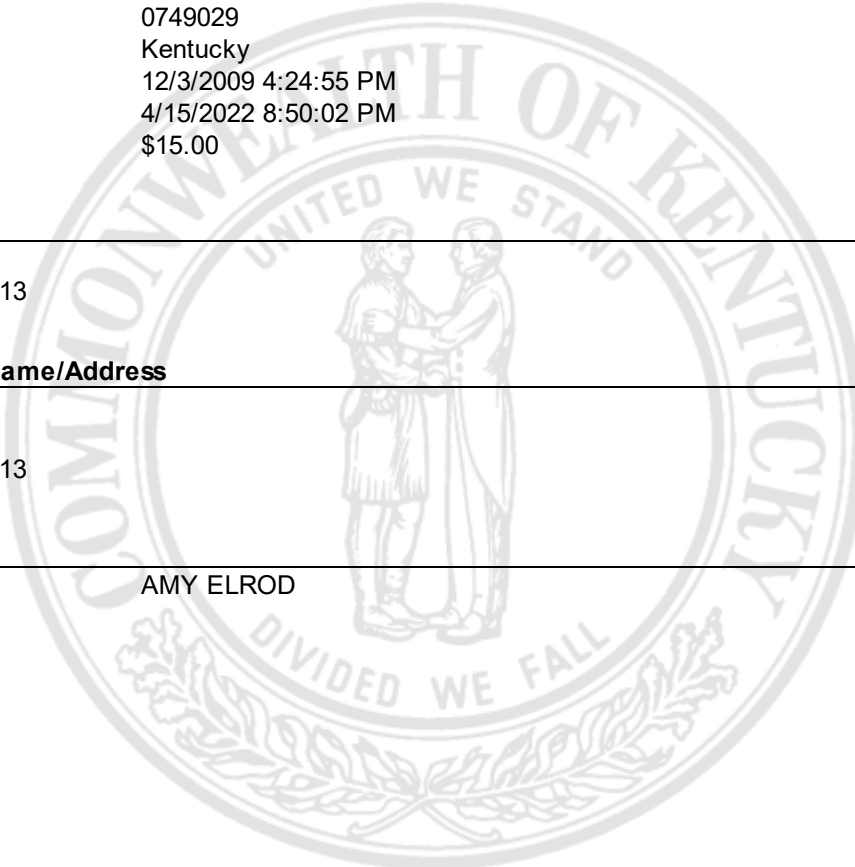 0749029
Kentucky
12/3/2009 4:24:55 PM
4/15/2022 8:50:02 PM
$15.00
COMMONWEALTH OF KENTUCKY
UNITED WE STAND
13
ame/Address
13
AMY ELROD
DIVIDED WE FALL